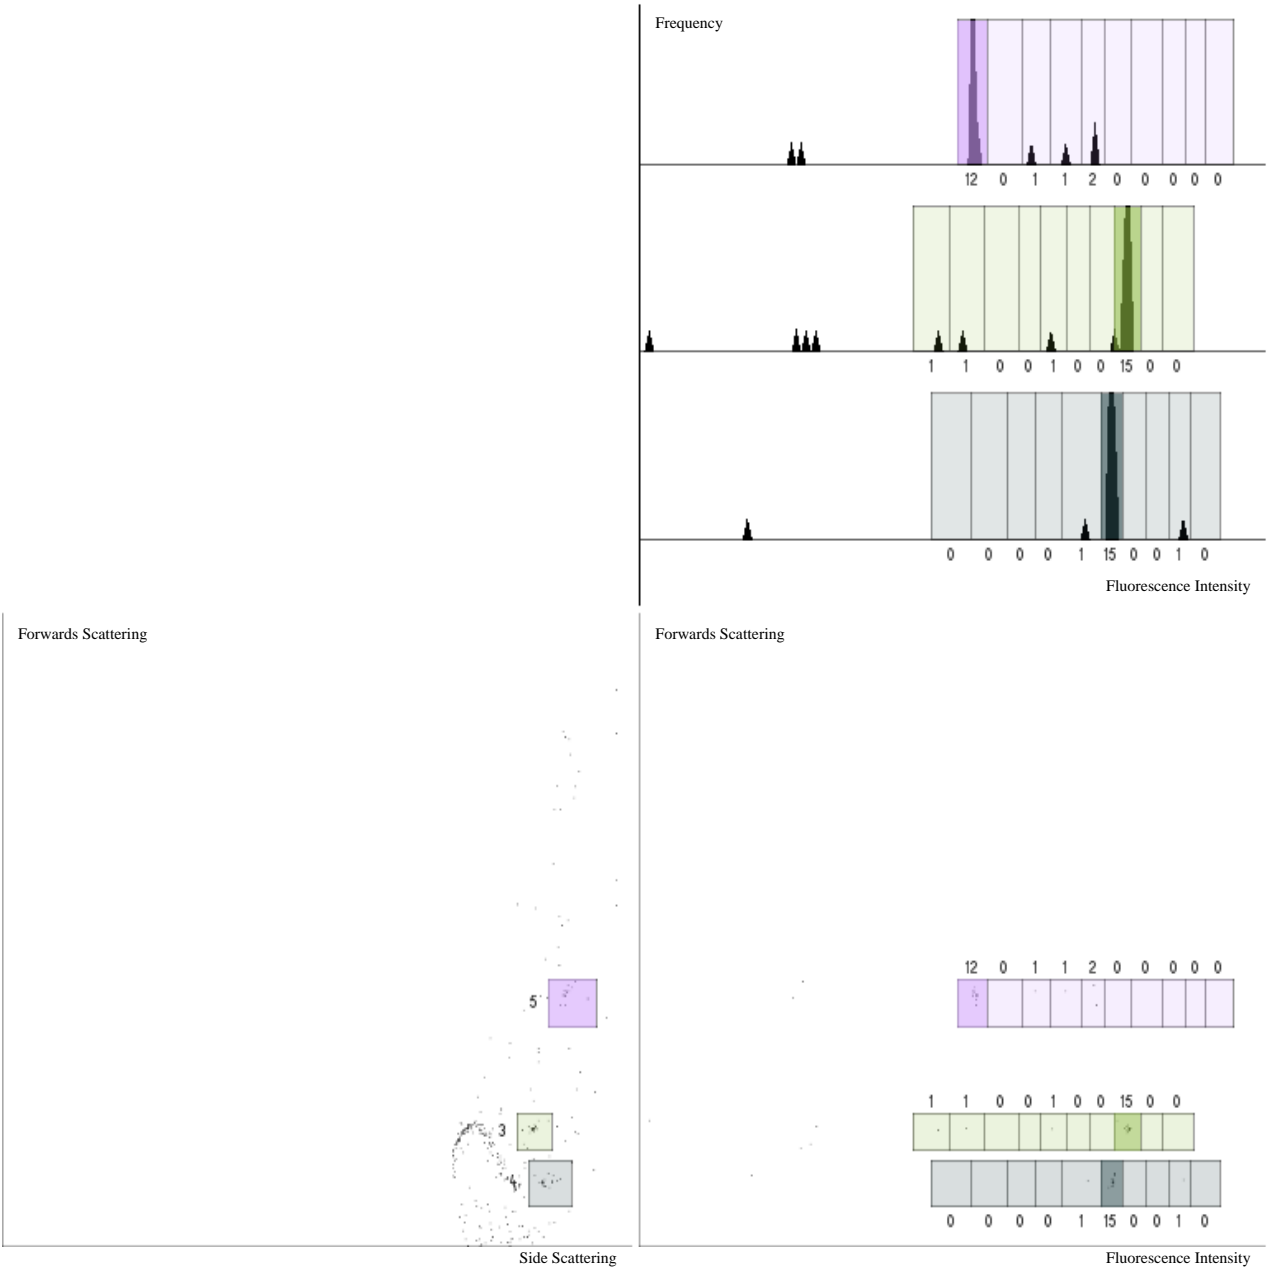 Frequency
12 0 1 1 2 0 0 0 0 0
1 1 0 0 1 0 0 15 0 0
0 0 0 0 1 15 0 0 1 0
Fluorescence Intensity
Forwards Scattering
5
3
4
Side Scattering
Forwards Scattering
12 0 1 1 2 0 0 0 0 0
1 1 0 0 1 0 0 15 0 0
0 0 0 0 1 15 0 0 1 0
Fluorescence Intensity